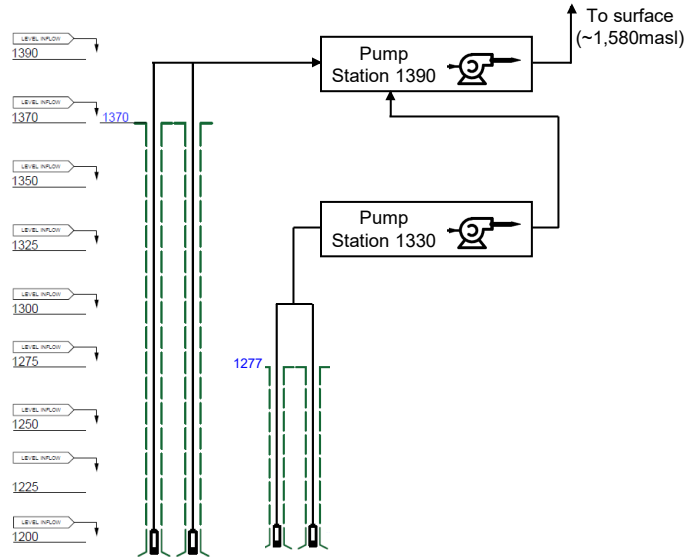 To surface
(~1,580masl)
LEVEL INFLOW
1390
Pump
Station 1390
LEVEL INFLOW
1370
1370
LEVEL INFLOW
1350
LEVEL INFLOW
1325
Pump
Station 1330
LEVEL INFLOW
1300
LEVEL INFLOW
1275
1277
LEVEL INFLOW
1250
LEVEL INFLOW
1225
LEVEL INFLOW
1200